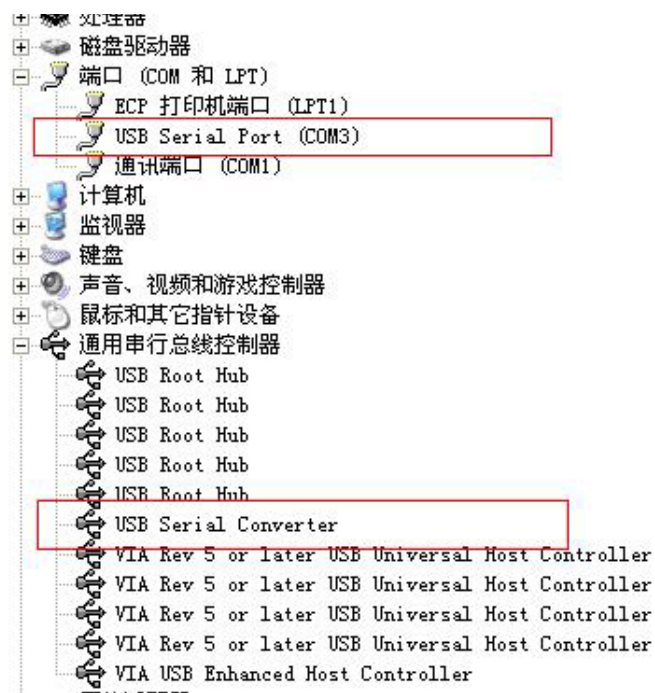 处理器
磁盘驱动器
端口 (COM 和 LPT)
ECP 打印机端口 (LPT1)
USB Serial Port (COM3)
通讯端口 (COM1)
计算机
监视器
键盘
声音、视频和游戏控制器
鼠标和其它指针设备
通用串行总线控制器
USB Root Hub
USB Root Hub
USB Root Hub
USB Root Hub
USB Root Hub
USB Serial Converter
VIA Rev 5 or later USB Universal Host Controller
VIA Rev 5 or later USB Universal Host Controller
VIA Rev 5 or later USB Universal Host Controller
VIA Rev 5 or later USB Universal Host Controller
VIA USB Enhanced Host Controller